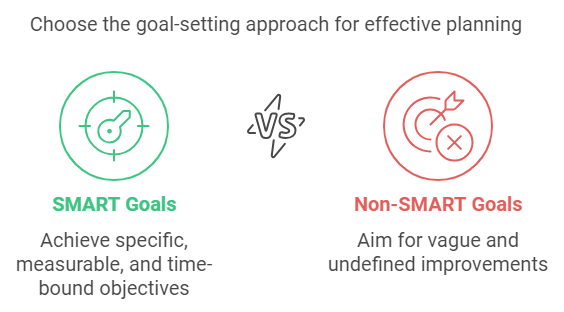 Choose the goal-setting approach for effective planning
VS
SMART Goals
Achieve specific,
measurable, and time-
bound objectives
Non-SMART Goals
Aim for vague and
undefined improvements